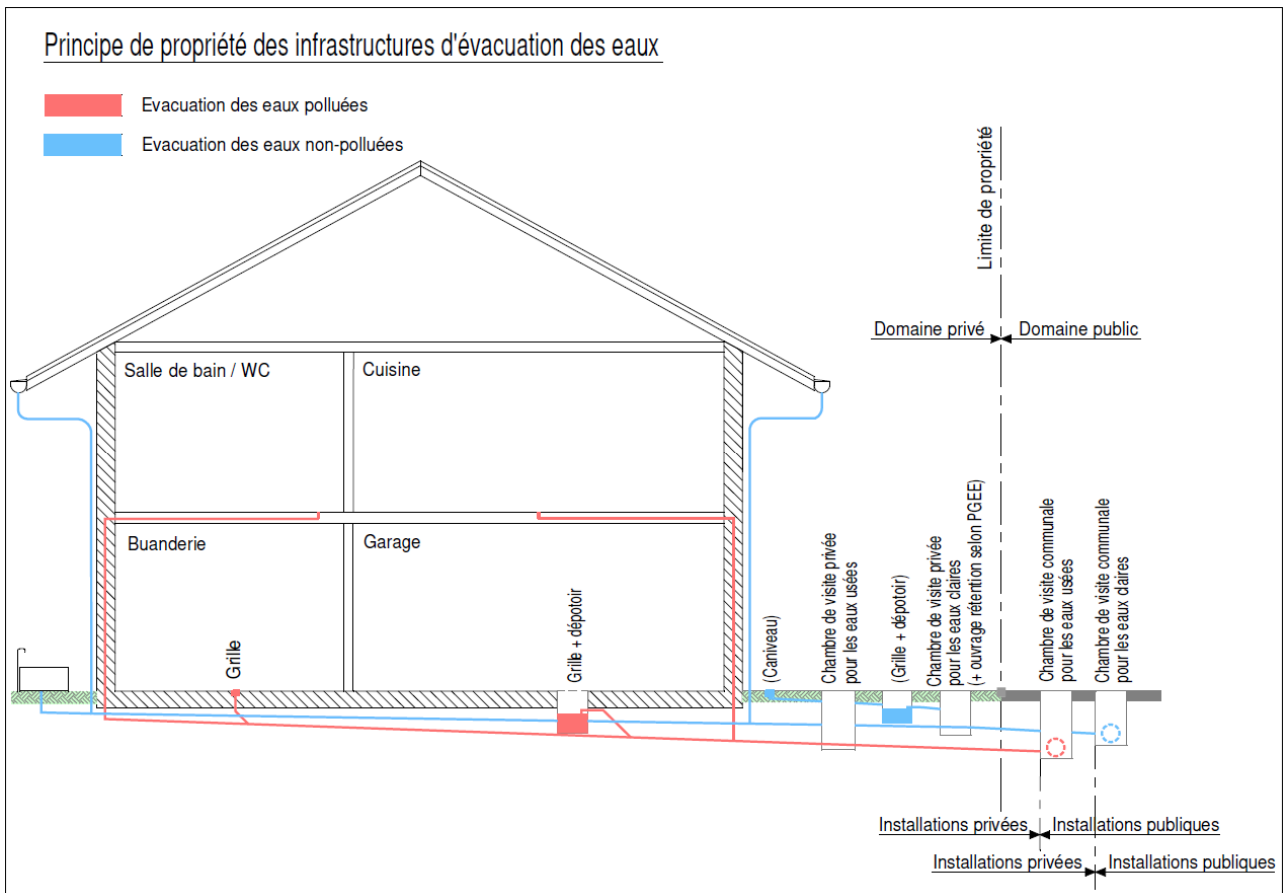 Principe de propriété des infrastructures d'évacuation des eaux
Evacuation des eaux polluées
Evacuation des eaux non-polluées
Limite de propriété
Domaine privé
Domaine public
Salle de bain / WC
Cuisine
Buanderie
Garage
Grille
Grille + dépotoir
(Caniveau)
Chambre de visite privée
pour les eaux usées
(Grille + dépotoir)
Chambre de visite privée
pour les eaux claires
(+ ouvrage rétention selon PGEE)
Chambre de visite communale
pour les eaux usées
Chambre de visite communale
pour les eaux claires
Installations privées
Installations publiques
Installations privées
Installations publiques